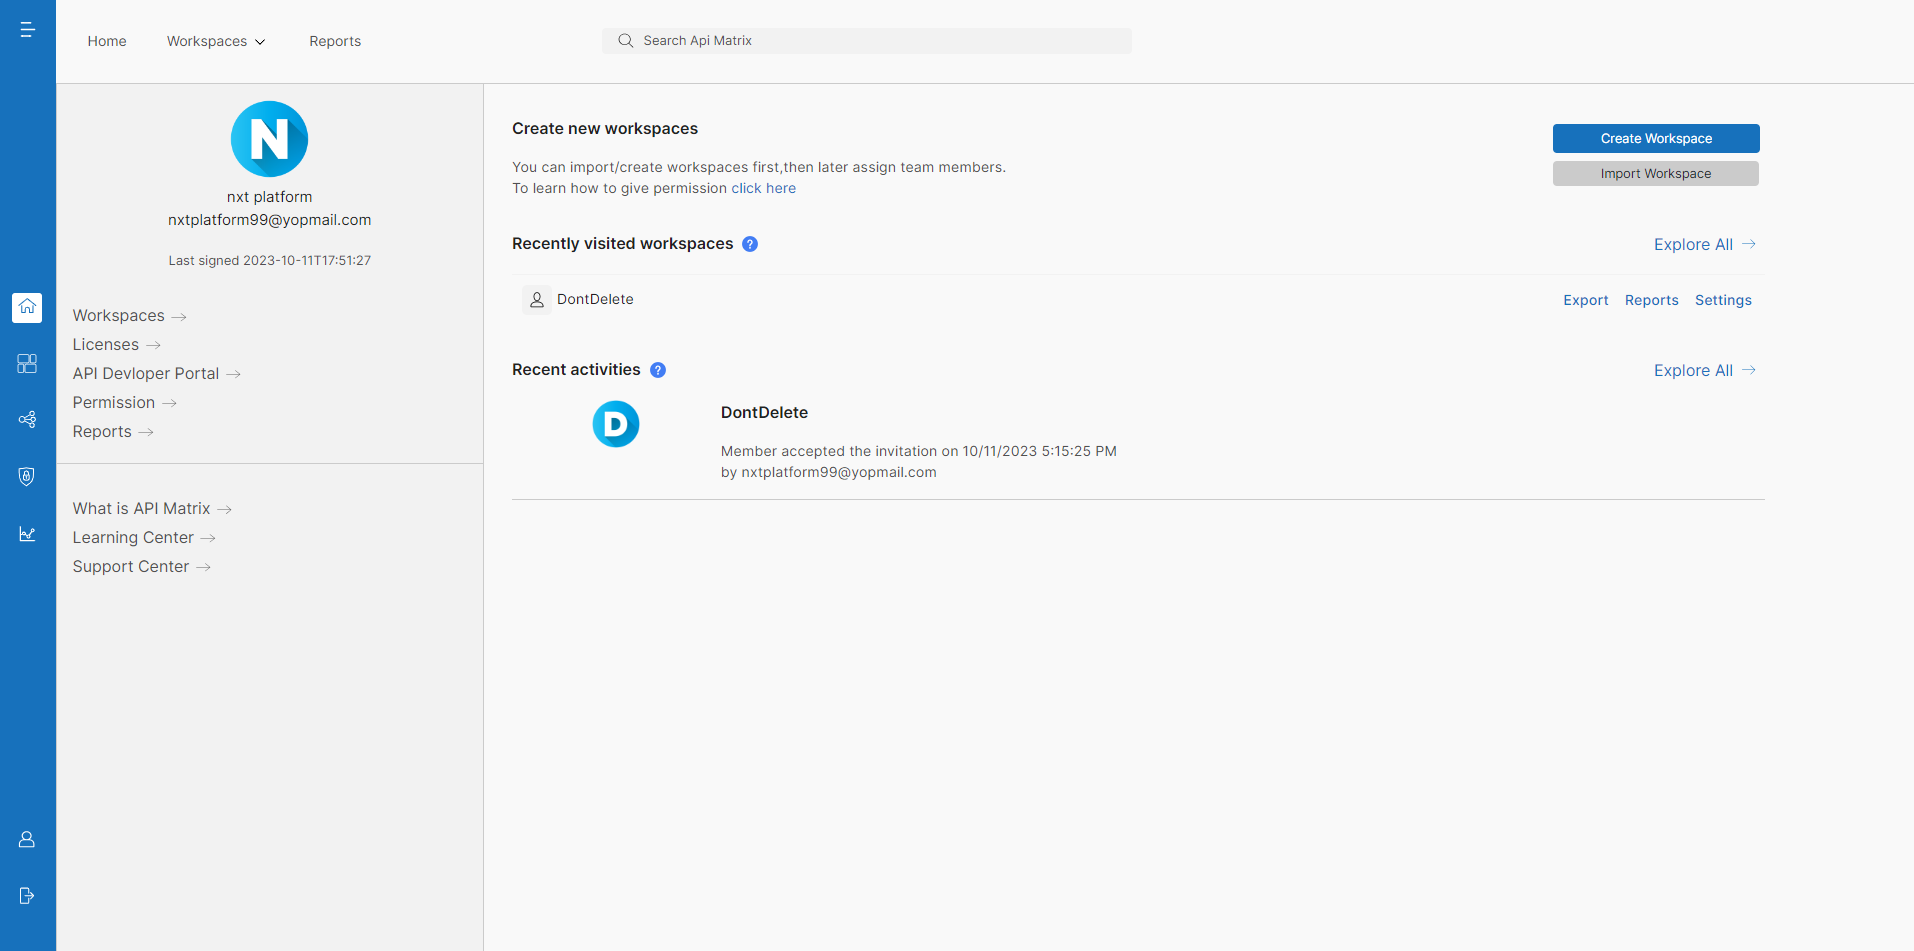 Home
Workspaces
Reports
Search Api Matrix
N
nxt platform
nxtplatform99@yopmail.com
Last signed 2023-10-11T17:51:27
Workspaces
Licenses
API Devloper Portal
Permission
Reports
What is API Matrix
Learning Center
Support Center
Create new workspaces
You can import/create workspaces first,then later assign team members.
To learn how to give permission click here
Create Workspace
Import Workspace
Recently visited workspaces ?
Explore All
DontDelete
Export Reports Settings
Recent activities ?
Explore All
D
DontDelete
Member accepted the invitation on 10/11/2023 5:15:25 PM
by nxtplatform99@yopmail.com